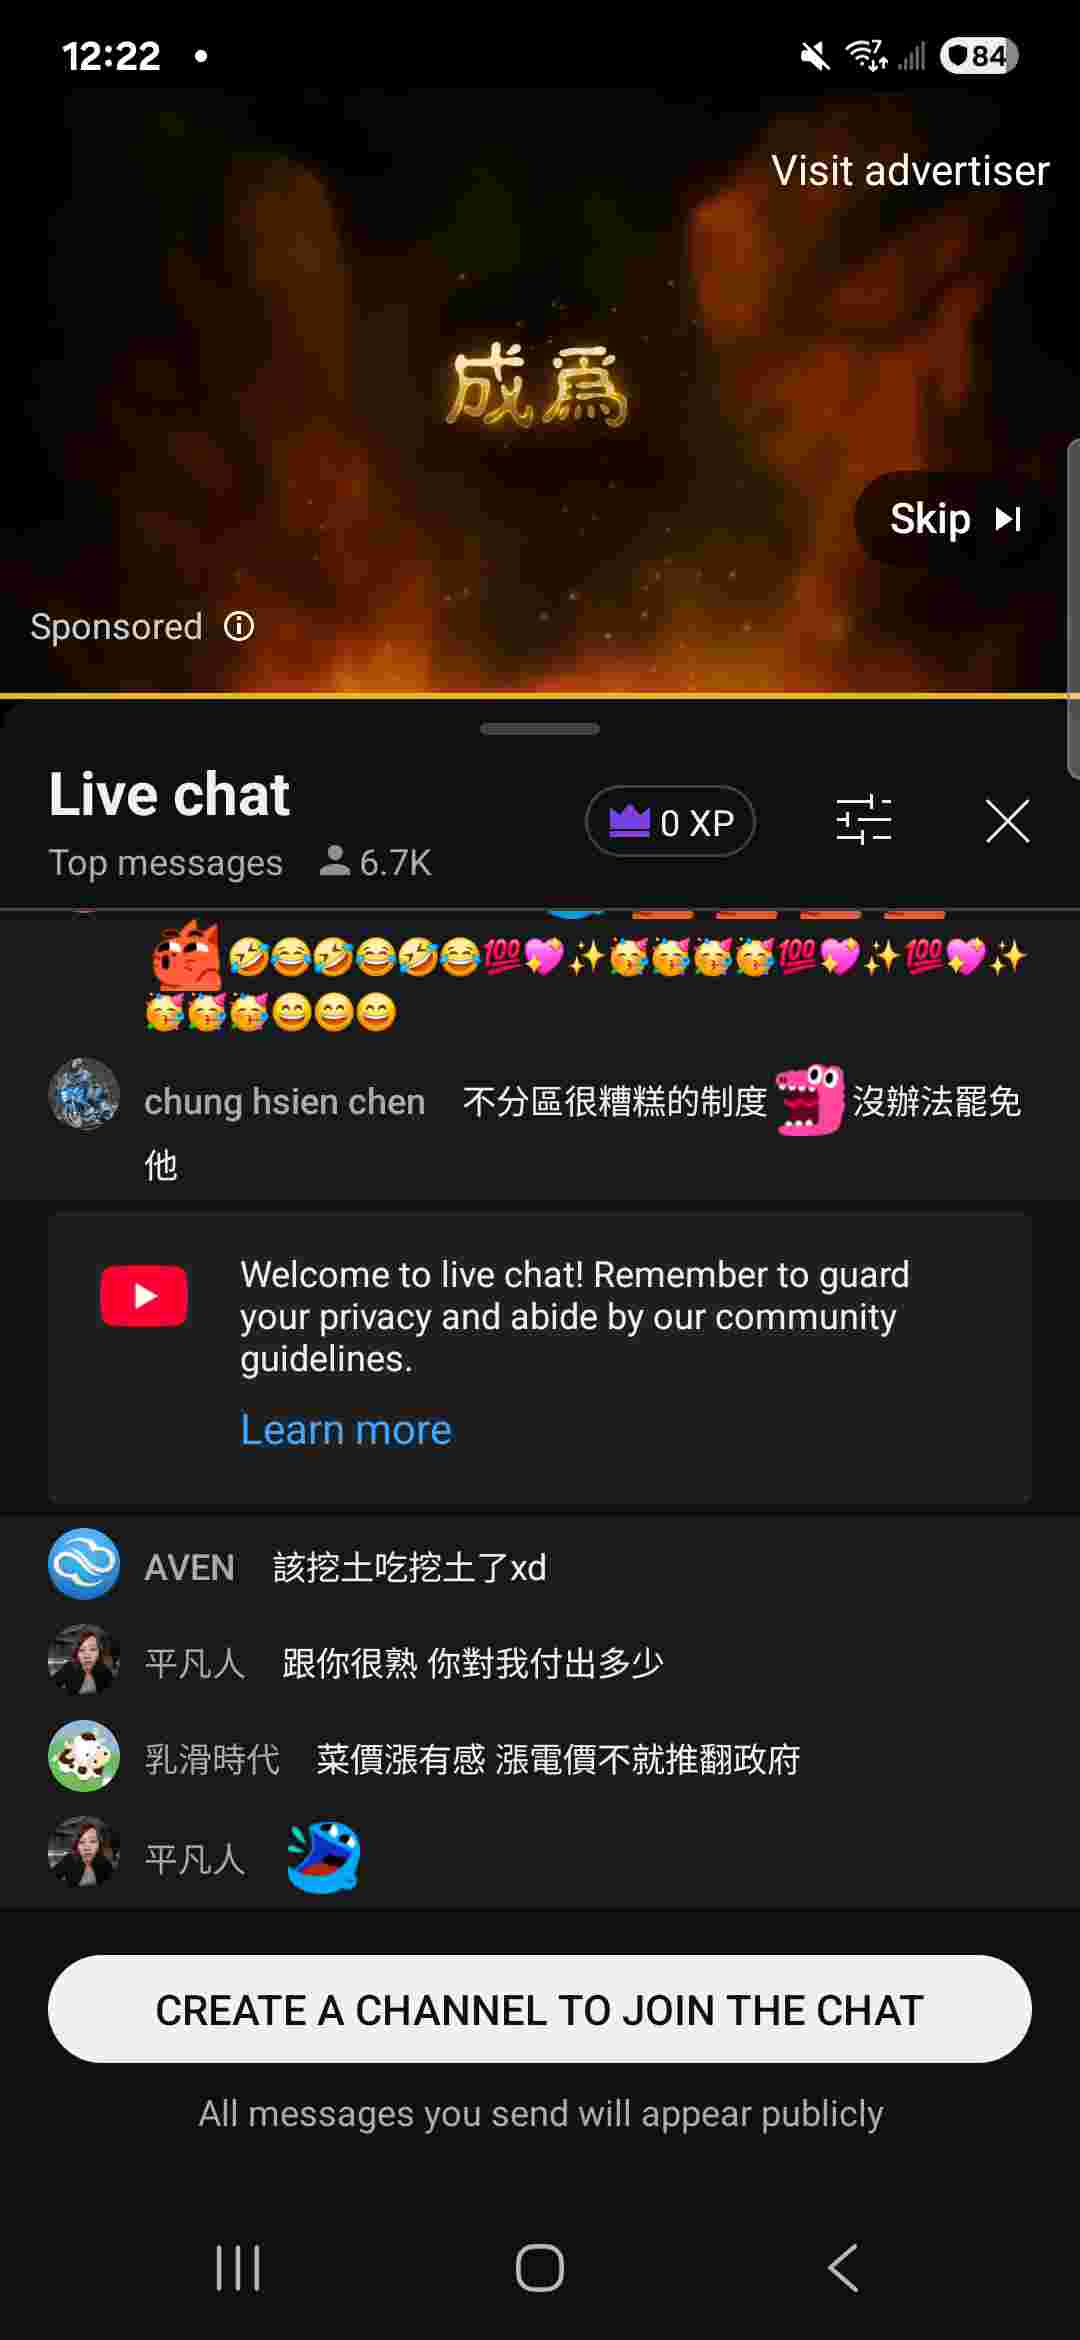 12:22
7
84
Visit advertiser
成為
Skip
Sponsored
Live chat
0 XP
Top messages 6.7K
🤣😂🤣😂🤣😂💯💖✨🥳🥳🥳🥳💯💖✨💯💖✨
🥳🥳🥳😄😄😄
chung hsien chen 不分區很糟糕的制度 沒辦法罷免
他
Welcome to live chat! Remember to guard
your privacy and abide by our community
guidelines.
Learn more
AVEN 該挖土吃挖土了xd
平凡人 跟你很熟 你對我付出多少
乳滑時代 菜價漲有感 漲電價不就推翻政府
平凡人
CREATE A CHANNEL TO JOIN THE CHAT
All messages you send will appear publicly